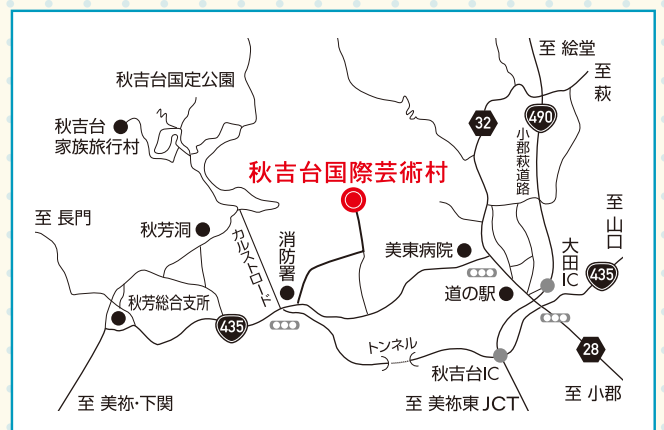 至 絵堂
至
萩
秋吉台国定公園
秋吉台
家族旅行村
32
490
小郡萩道路
秋吉台国際芸術村
至 長門
秋芳洞
カルストロード
消防署
美東病院
大田IC
至 山口
435
道の駅
秋芳総合支所
435
トンネル
秋吉台IC
28
至 小郡
至 美祢・下関
至 美祢東JCT